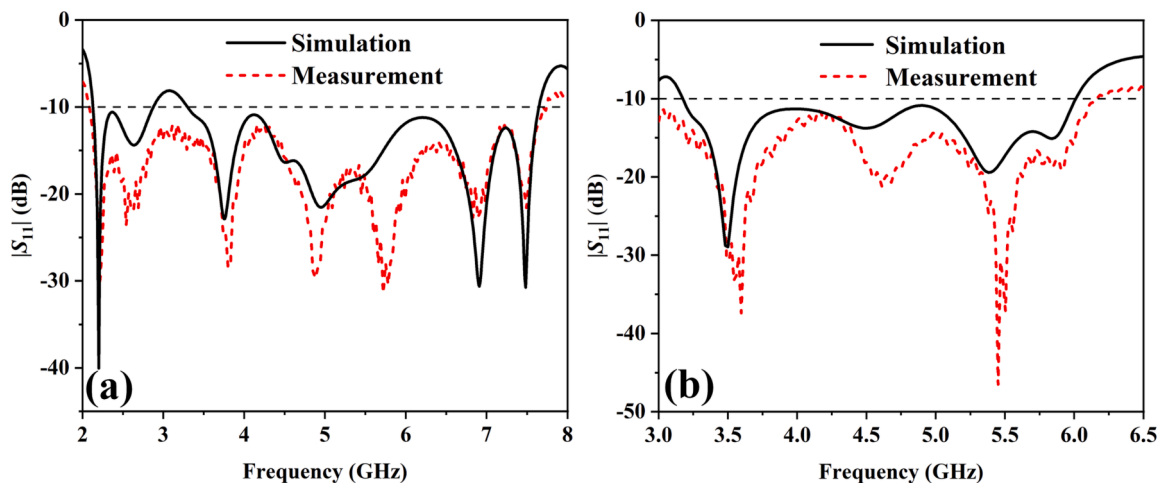 0
-10
-20
-30
-40
|S11| (dB)
Simulation
Measurement
(a)
2 3 4 5 6 7 8
Frequency (GHz)
0
-10
-20
-30
-40
-50
|S11| (dB)
Simulation
Measurement
(b)
3.0 3.5 4.0 4.5 5.0 5.5 6.0 6.5
Frequency (GHz)